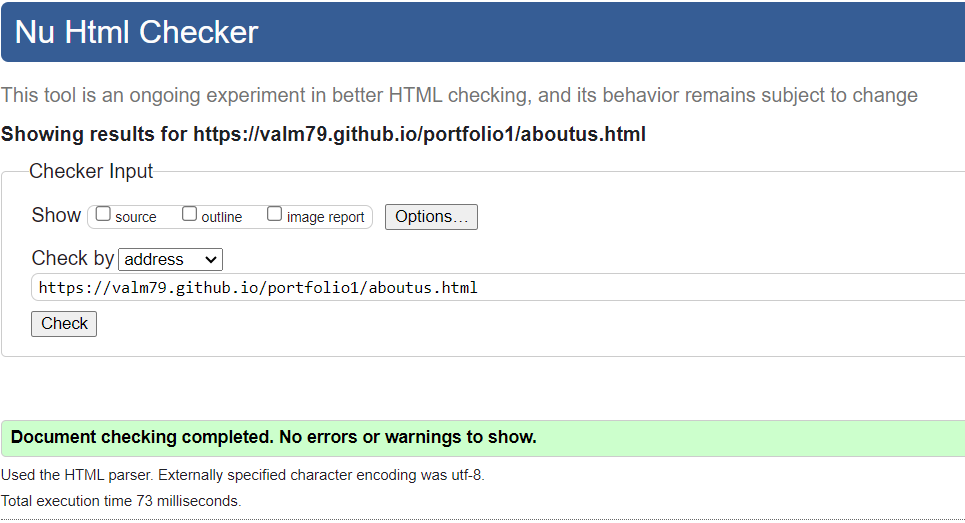 Nu Html Checker
This tool is an ongoing experiment in better HTML checking, and its behavior remains subject to change
Showing results for https://valm79.github.io/portfolio1/aboutus.html
Checker Input
Show source outline image report Options...
Check by address
https://valm79.github.io/portfolio1/aboutus.html
Check
Document checking completed. No errors or warnings to show.
Used the HTML parser. Externally specified character encoding was utf-8.
Total execution time 73 milliseconds.